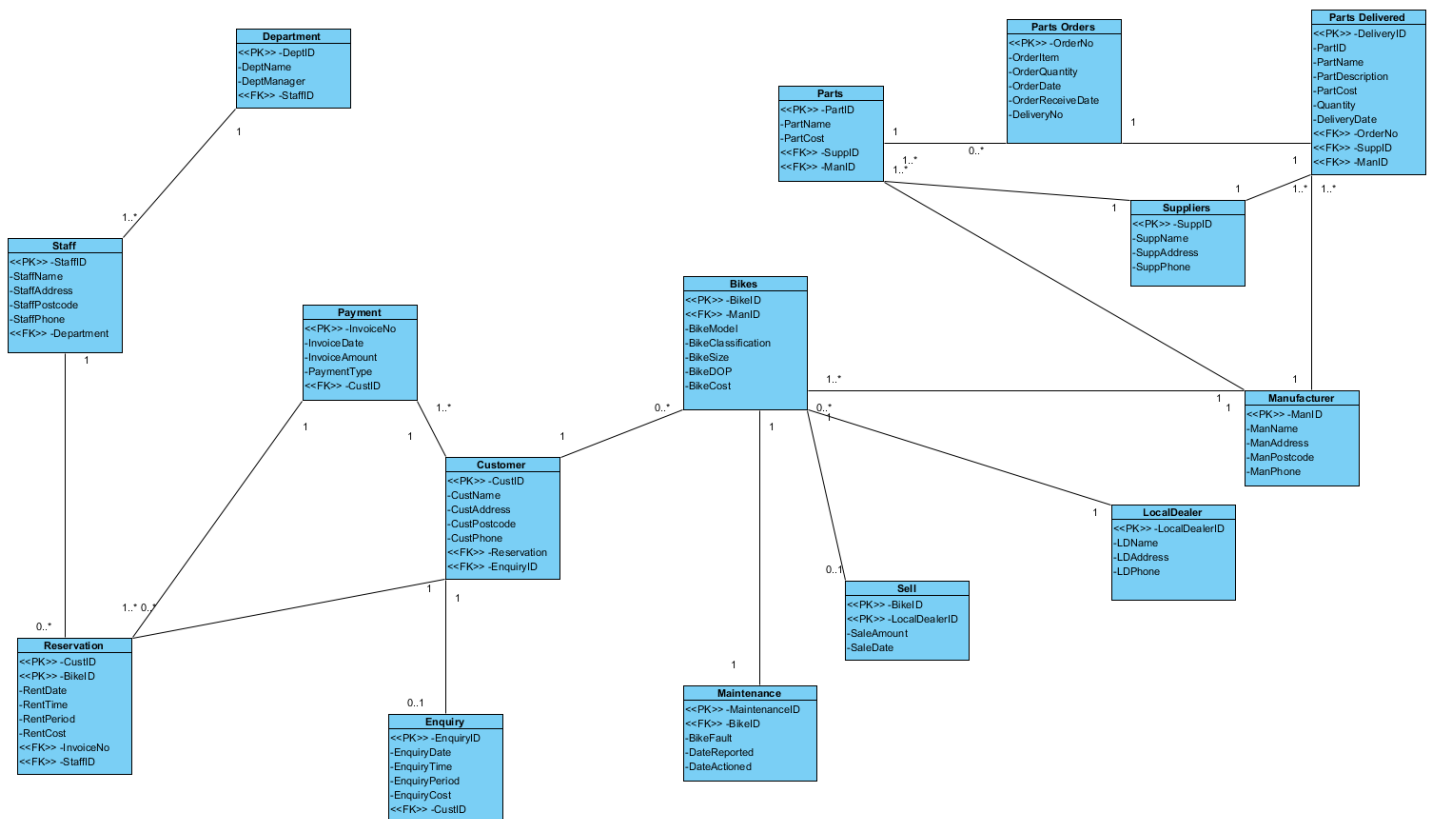 Department
<<PK>> -DeptID
-DeptName
-DeptManager
<<FK>> -StaffID
1
1..*
Staff
<<PK>> -StaffID
-StaffName
-StaffAddress
-StaffPostcode
-StaffPhone
<<FK>> -Department
1
0..*
Payment
<<PK>> -InvoiceNo
-InvoiceDate
-InvoiceAmount
-PaymentType
<<FK>> -CustID
1
1..*
1
Customer
<<PK>> -CustID
-CustName
-CustAddress
-CustPostcode
-CustPhone
<<FK>> -Reservation
<<FK>> -EnquiryID
1
0..*
1
1
1..* 0..*
Reservation
<<PK>> -CustID
<<PK>> -BikeID
-RentDate
-RentTime
-RentPeriod
-RentCost
<<FK>> -InvoiceNo
<<FK>> -StaffID
0..1
Enquiry
<<PK>> -EnquiryID
-EnquiryDate
-EnquiryTime
-EnquiryPeriod
-EnquiryCost
<<FK>> -CustID
Bikes
<<PK>> -BikeID
<<FK>> -ManID
-BikeModel
-BikeClassification
-BikeSize
-BikeDOP
-BikeCost
1..*
0..*
1
1
1
Maintenance
<<PK>> -MaintenanceID
<<FK>> -BikeID
-BikeFault
-DateReported
-DateActioned
0..1
Sell
<<PK>> -BikeID
<<PK>> -LocalDealerID
-SaleAmount
-SaleDate
1
LocalDealer
<<PK>> -LocalDealerID
-LDName
-LDAddress
-LDPhone
Parts
<<PK>> -PartID
-PartName
-PartCost
<<FK>> -SuppID
<<FK>> -ManID
1
1..*
1..*
0..*
Parts Orders
<<PK>> -OrderNo
-OrderItem
-OrderQuantity
-OrderDate
-OrderReceiveDate
-DeliveryNo
1
Parts Delivered
<<PK>> -DeliveryID
-PartID
-PartName
-PartDescription
-PartCost
-Quantity
-DeliveryDate
<<FK>> -OrderNo
<<FK>> -SuppID
<<FK>> -ManID
1
1..*
1..*
1
1
Suppliers
<<PK>> -SuppID
-SuppName
-SuppAddress
-SuppPhone
1
1
1
Manufacturer
<<PK>> -ManID
-ManName
-ManAddress
-ManPostcode
-ManPhone